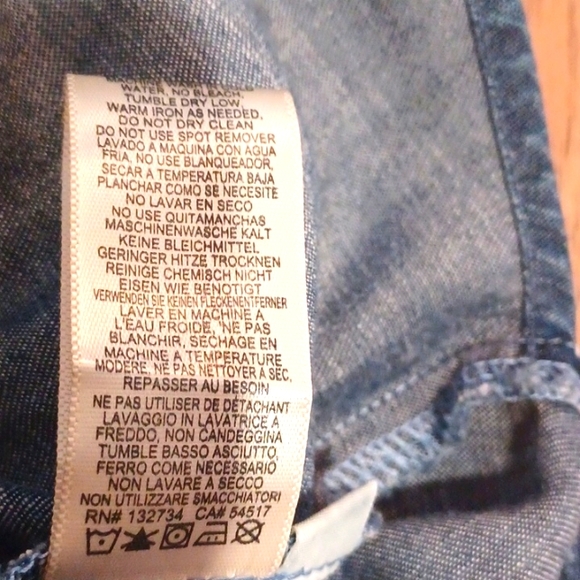 WATER, NO BLEACH,
TUMBLE DRY LOW,
WARM IRON AS NEEDED,
DO NOT DRY CLEAN
DO NOT USE SPOT REMOVER
LAVADO A MAQUINA CON AGUA
FRIA, NO USE BLANQUEADOR,
SECAR A TEMPERATURA BAJA
PLANCHAR COMO SE NECESITE
NO LAVAR EN SECO
NO USE QUITAMANCHAS
MASCHINENWASCHE KALT
KEINE BLEICHMITTEL
GERINGER HITZE TROCKNEN
REINIGE CHEMISCH NICHT
EISEN WIE BENOTIGT
VERWENDEN SIE KEINEN FLECKENENTFERNER
LAVER EN MACHINE A
L'EAU FROIDE, NE PAS
BLANCHIR, SECHAGE EN
MACHINE A TEMPERATURE
MODERE, NE PAS NETTOYER A SEC,
REPASSER AU BESOIN
NE PAS UTILISER DE DETACHANT
LAVAGGIO IN LAVATRICE A
FREDDO, NON CANDEGGINA
TUMBLE BASSO ASCIUTTO,
FERRO COME NECESSARIO
NON LAVARE A SECCO
NON UTILIZZARE SMACCHIATORI
RN# 132734 CA# 54517